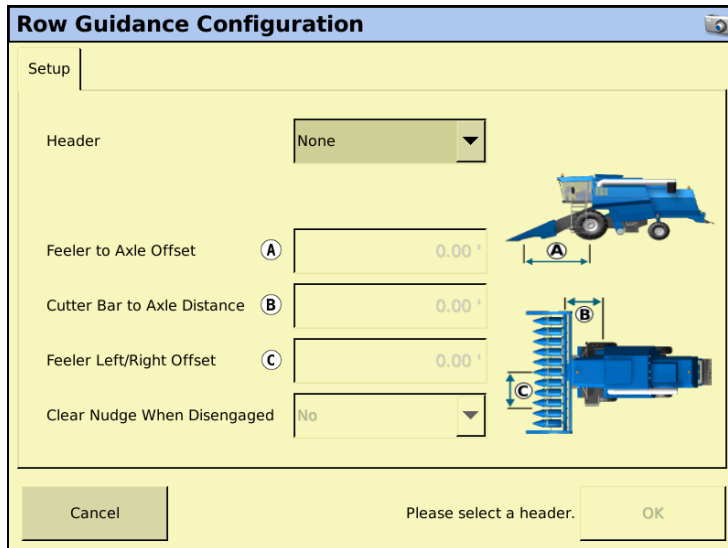 Row Guidance Configuration
Setup
Header
None
A
Feeler to Axle Offset
A
0.00 '
Cutter Bar to Axle Distance
B
0.00 '
B
Feeler Left/Right Offset
C
0.00 '
C
Clear Nudge When Disengaged
No
Cancel
Please select a header.
OK